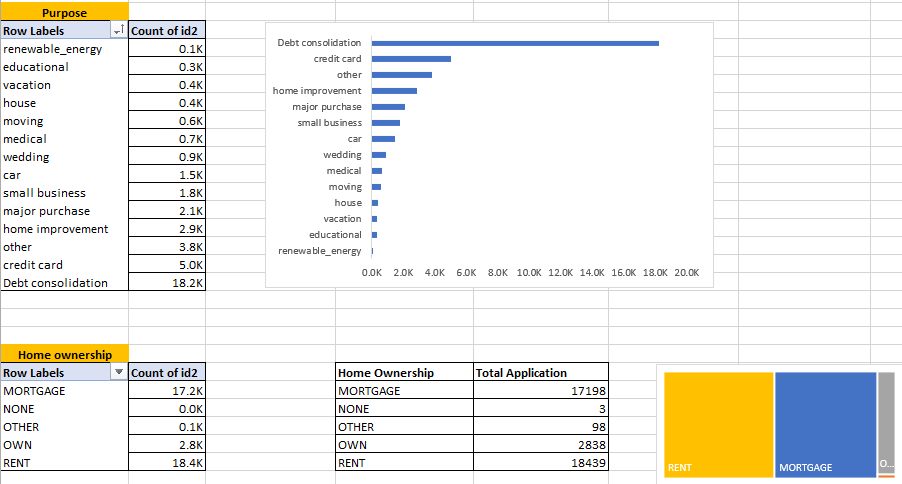 Purpose
Row Labels Count of id2
renewable_energy 0.1K
educational 0.3K
vacation 0.4K
house 0.4K
moving 0.6K
medical 0.7K
wedding 0.9K
car 1.5K
small business 1.8K
major purchase 2.1K
home improvement 2.9K
other 3.8K
credit card 5.0K
Debt consolidation 18.2K
Debt consolidation
credit card
other
home improvement
major purchase
small business
car
wedding
medical
moving
house
vacation
educational
renewable_energy
0.0K 2.0K 4.0K 6.0K 8.0K 10.0K 12.0K 14.0K 16.0K 18.0K 20.0K
Home ownership
Row Labels Count of id2
MORTGAGE 17.2K
NONE 0.0K
OTHER 0.1K
OWN 2.8K
RENT 18.4K
Home Ownership Total Application
MORTGAGE 17198
NONE 3
OTHER 98
OWN 2838
RENT 18439
RENT MORTGAGE O...